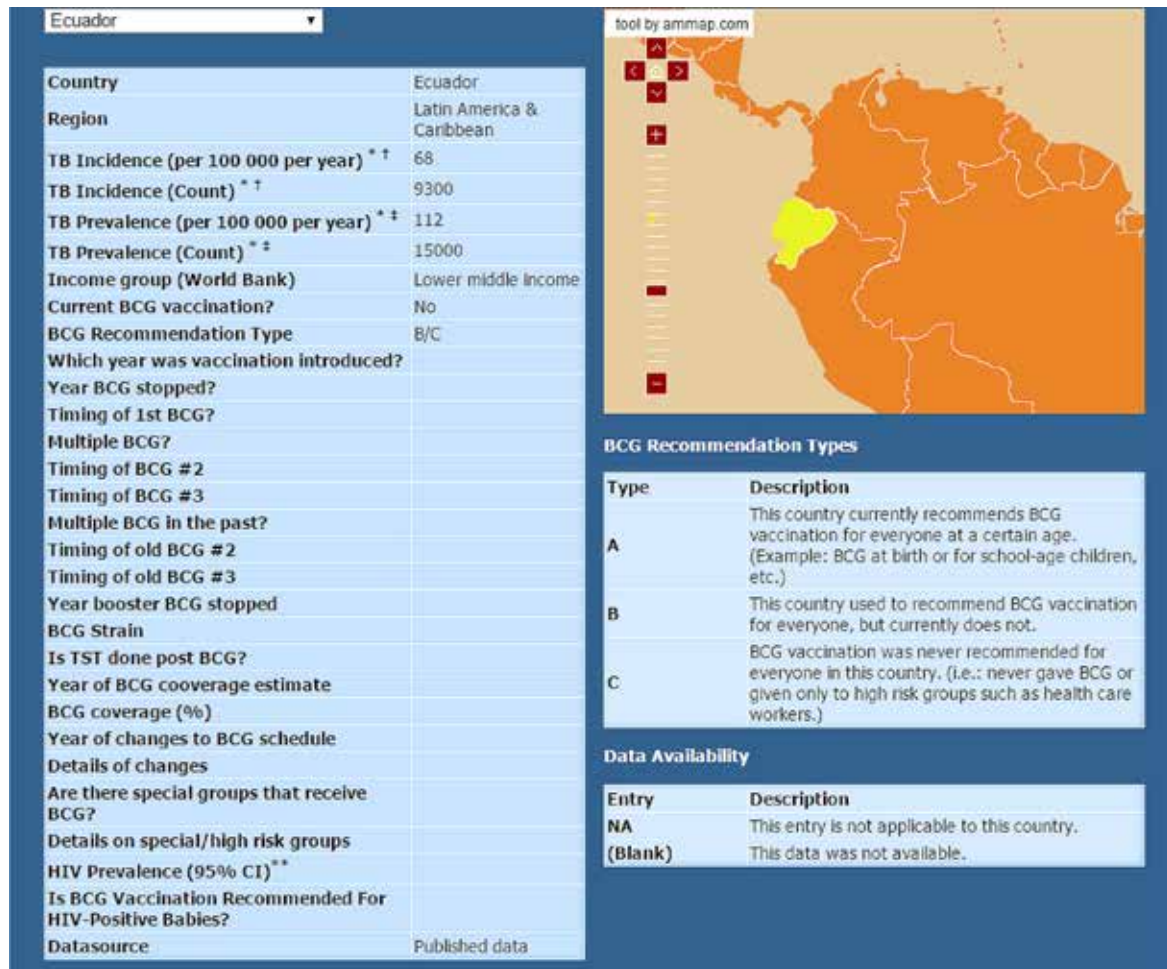 Ecuador
Country Ecuador
Region Latin America &
Caribbean
TB Incidence (per 100 000 per year) * † 68
TB Incidence (Count) * † 9300
TB Prevalence (per 100 000 per year) * ‡ 112
TB Prevalence (Count) * ‡ 15000
Income group (World Bank) Lower middle income
Current BCG vaccination? No
BCG Recommendation Type B/C
Which year was vaccination introduced?
Year BCG stopped?
Timing of 1st BCG?
Multiple BCG?
Timing of BCG #2
Timing of BCG #3
Multiple BCG in the past?
Timing of old BCG #2
Timing of old BCG #3
Year booster BCG stopped
BCG Strain
Is TST done post BCG?
Year of BCG cooverage estimate
BCG coverage (%)
Year of changes to BCG schedule
Details of changes
Are there special groups that receive
BCG?
Details on special/high risk groups
HIV Prevalence (95% CI)**
Is BCG Vaccination Recommended For
HIV-Positive Babies?
Datasource Published data
tool by ammap.com
BCG Recommendation Types
Type Description
A This country currently recommends BCG
vaccination for everyone at a certain age.
(Example: BCG at birth or for school-age children,
etc.)
B This country used to recommend BCG vaccination
for everyone, but currently does not.
C BCG vaccination was never recommended for
everyone in this country. (i.e.: never gave BCG or
given only to high risk groups such as health care
workers.)
Data Availability
Entry Description
NA This entry is not applicable to this country.
(Blank) This data was not available.